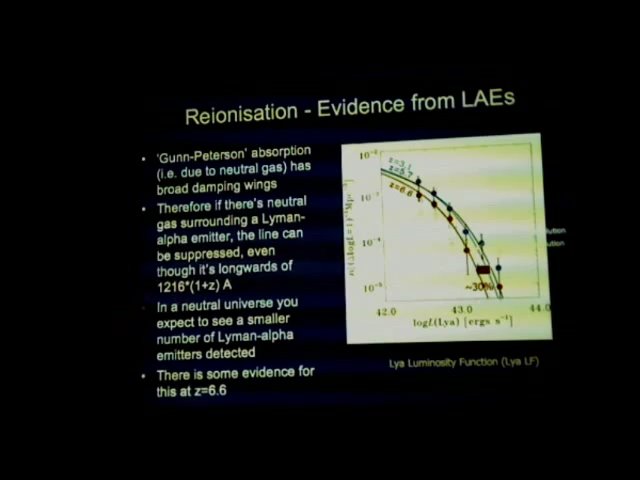 Reionisation - Evidence from LAEs
• 'Gunn-Peterson' absorption
(i.e. due to neutral gas) has
broad damping wings
• Therefore if there's neutral
gas surrounding a Lyman-
alpha emitter, the line can
be suppressed, even
though it's longwards of
1216*(1+z) A
• In a neutral universe you
expect to see a smaller
number of Lyman-alpha
emitters detected
• There is some evidence for
this at z=6.6
z=3.1
z=5.7
z=6.6
~30%
42.0 43.0 44.0
logL(Lya) [ergs s⁻¹]
Lya Luminosity Function (Lya LF)